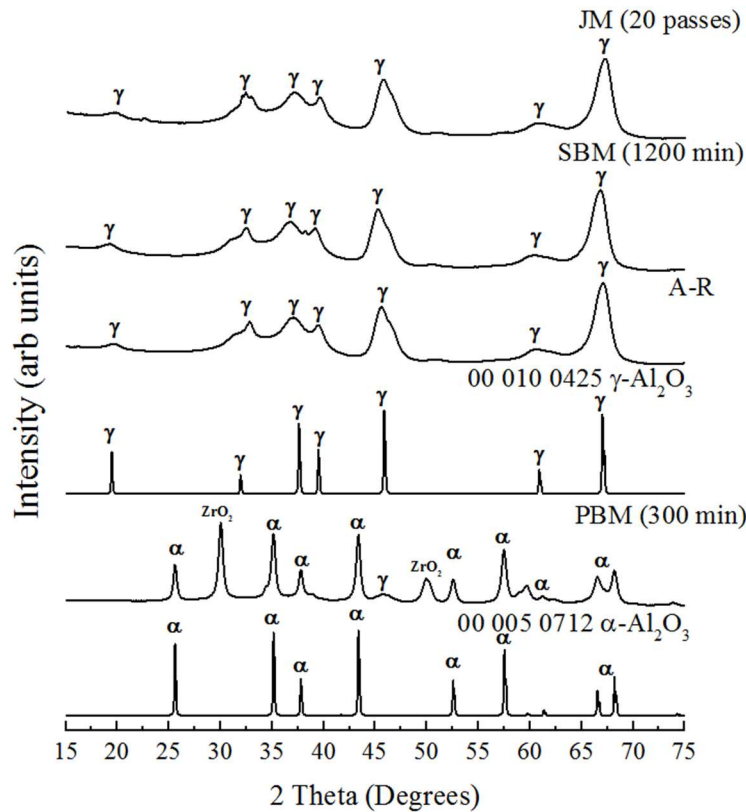 JM (20 passes)
γ γ γ γ γ γ γ
SBM (1200 min)
γ γ γ γ γ γ γ
A-R
γ γ γ γ γ γ γ
00 010 0425 γ-Al₂O₃
γ γ γ γ γ γ γ
PBM (300 min)
α ZrO₂ α α α γ ZrO₂ α α α α
00 005 0712 α-Al₂O₃
α α α α α α α
15 20 25 30 35 40 45 50 55 60 65 70 75
2 Theta (Degrees)
Intensity (arb units)